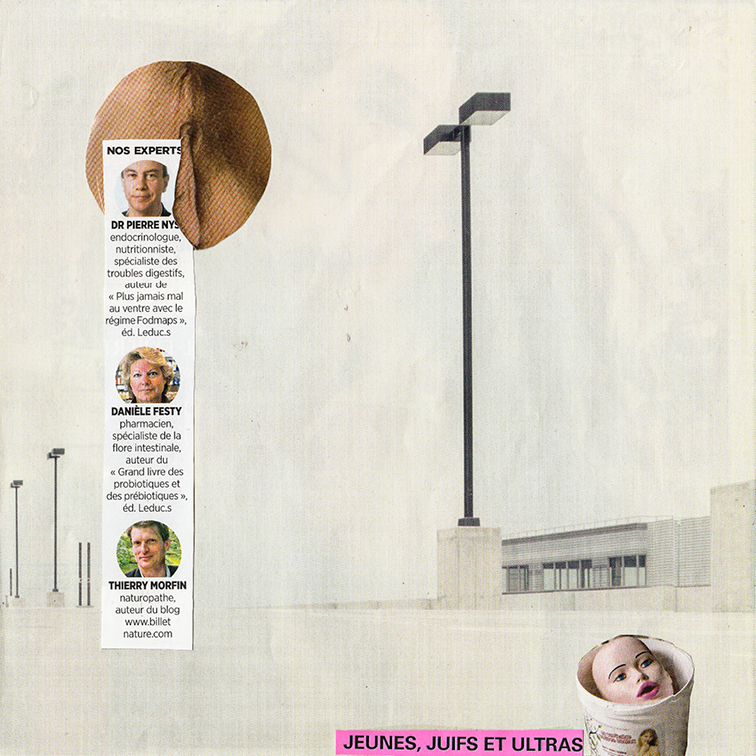 NOS EXPERTS
DR PIERRE NYS
endocrinologue,
nutritionniste,
spécialiste des
troubles digestifs,
auteur de
« Plus jamais mal
au ventre avec le
régime Fodmaps »,
éd. Leduc.s
DANIÈLE FESTY
pharmacien,
spécialiste de la
flore intestinale,
auteur du
« Grand livre des
probiotiques et
des prébiotiques »,
éd. Leduc.s
THIERRY MORFIN
naturopathe,
auteur du blog
www.billet
nature.com
JEUNES, JUIFS ET ULTRAS